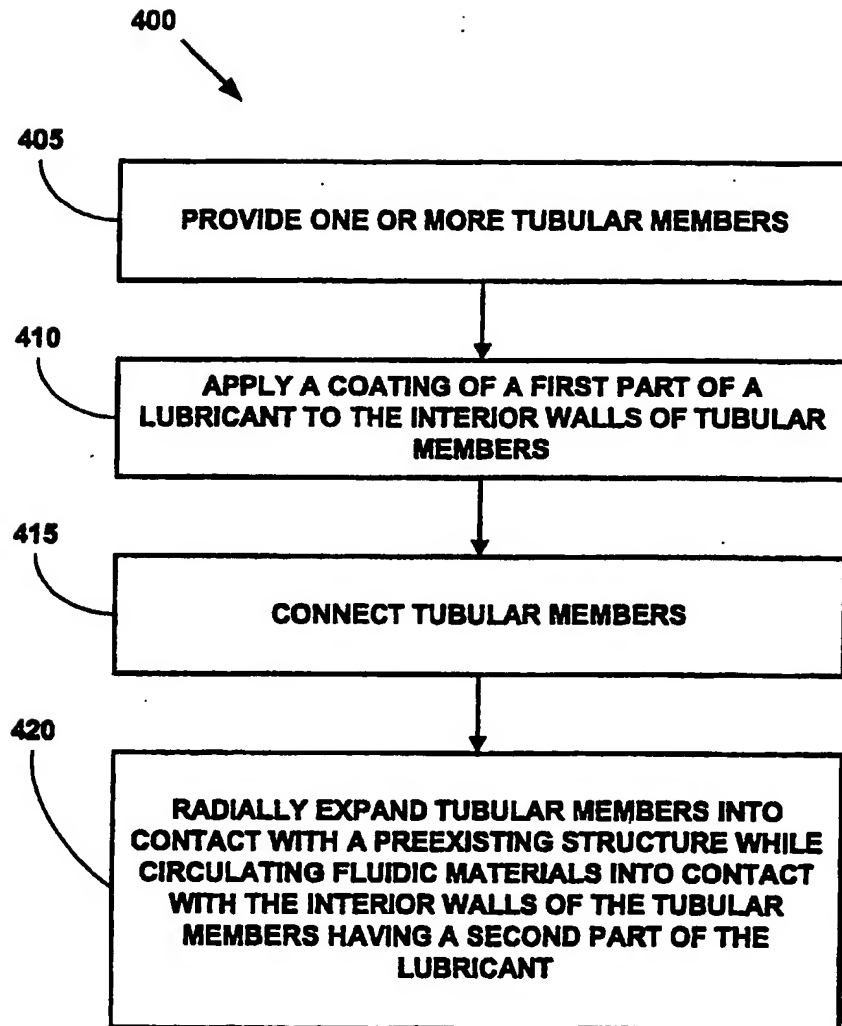 400
405
PROVIDE ONE OR MORE TUBULAR MEMBERS
410
APPLY A COATING OF A FIRST PART OF A
LUBRICANT TO THE INTERIOR WALLS OF TUBULAR
MEMBERS
415
CONNECT TUBULAR MEMBERS
420
RADIALLY EXPAND TUBULAR MEMBERS INTO
CONTACT WITH A PREEXISTING STRUCTURE WHILE
CIRCULATING FLUIDIC MATERIALS INTO CONTACT
WITH THE INTERIOR WALLS OF THE TUBULAR
MEMBERS HAVING A SECOND PART OF THE
LUBRICANT